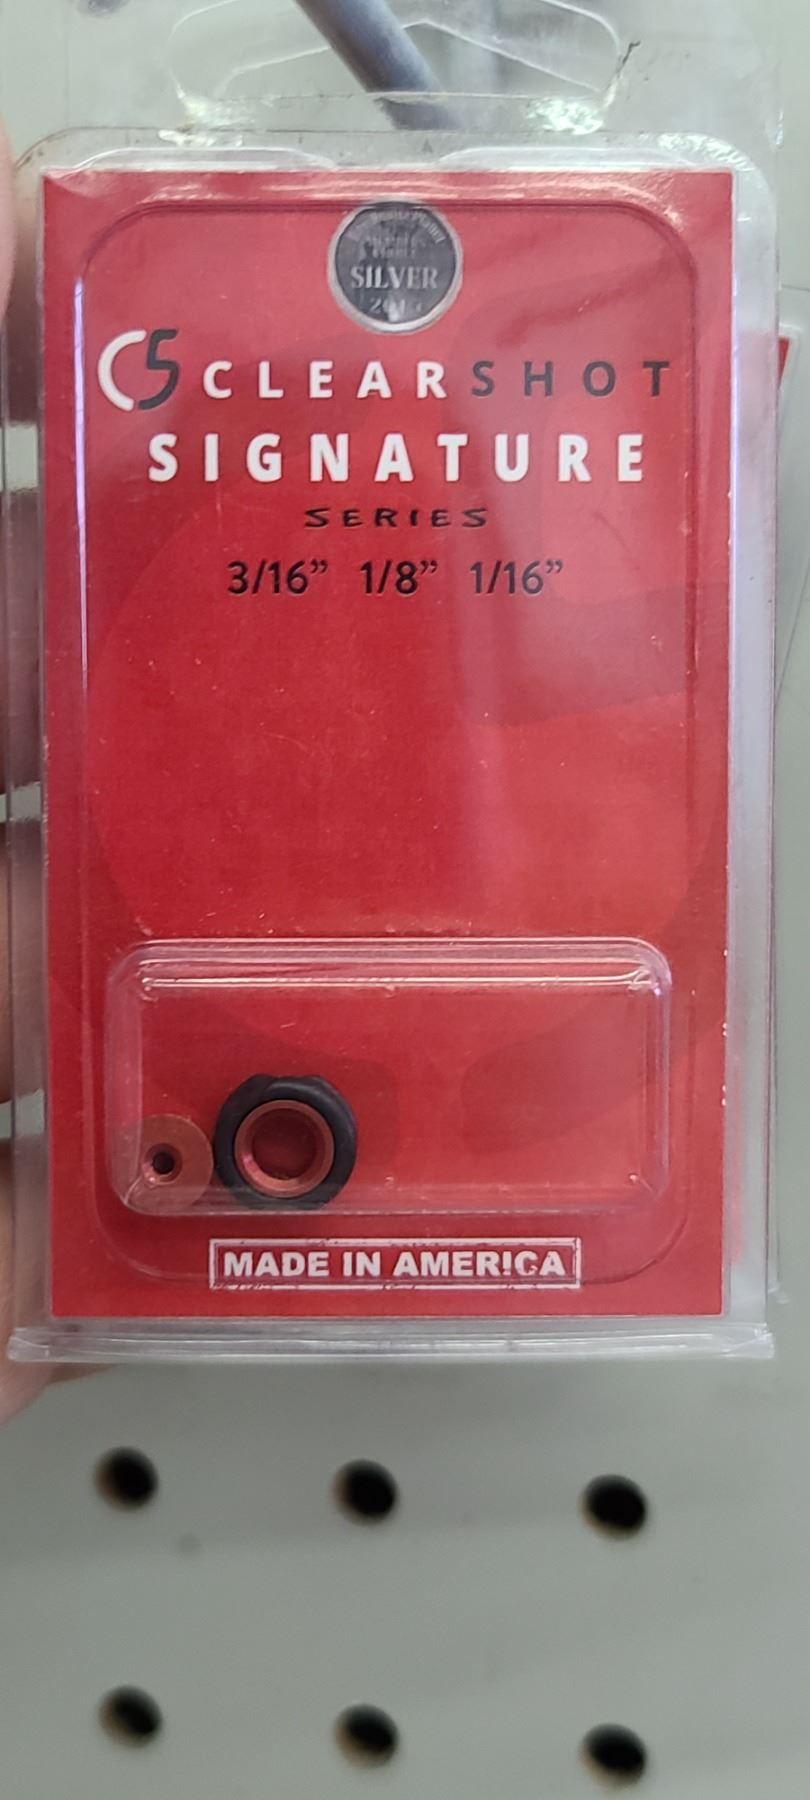 SILVER
C5 CLEARSHOT
SIGNATURE
SERIES
3/16” 1/8” 1/16”
MADE IN AMERICA